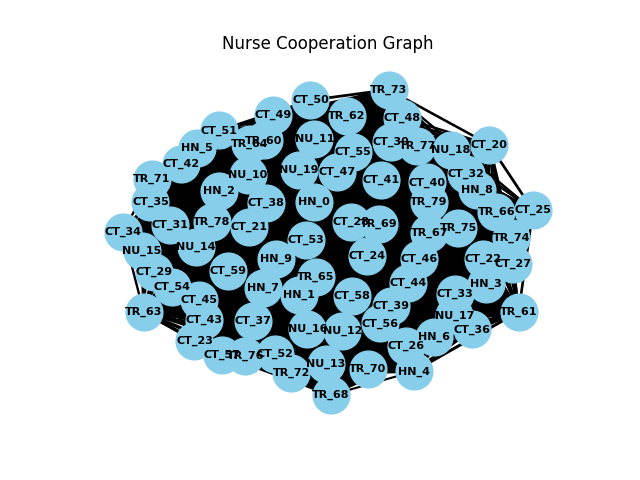 Nurse Cooperation Graph
TR_73
CT_50
CT_49
TR_62
CT_48
CT_51
NU_11
TR_60
TR_64
CT_30
TR_77
CT_20
HN_5
CT_55
NU_18
CT_42
NU_19
CT_47
CT_32
NU_10
TR_71
CT_41
CT_40
HN_8
HN_2
CT_35
CT_38
HN_0
TR_79
TR_66
CT_25
TR_78
CT_31
CT_21
TR_69
TR_75
CT_34
TR_67
TR_74
CT_53
NU_15
NU_14
CT_24
HN_9
CT_46
CT_22
CT_27
CT_29
CT_59
TR_65
CT_54
HN_7
CT_44
HN_3
CT_45
HN_1
CT_58
CT_33
CT_39
TR_63
TR_61
CT_43
CT_37
NU_17
CT_56
NU_16
NU_12
CT_36
CT_23
HN_6
CT_26
TR_76
CT_52
NU_13
TR_70
TR_72
HN_4
TR_68